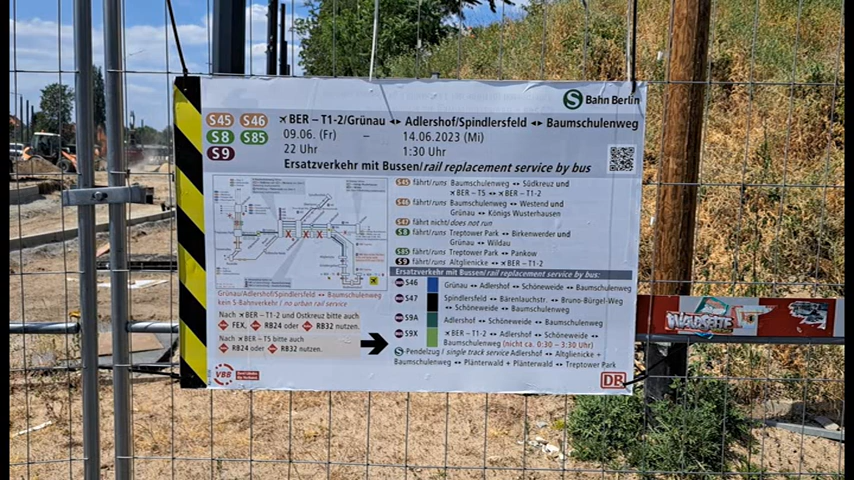 S Bahn Berlin
S45 S46
BER – T1-2/Grünau ◄► Adlershof/Spindlersfeld ◄► Baumschulenweg
S8 S85
09.06. (Fr) – 14.06.2023 (Mi)
S9
22 Uhr 1:30 Uhr
Ersatzverkehr mit Bussen/rail replacement service by bus
S45 fährt/runs Baumschulenweg ↔ Südkreuz und
BER – T5 ↔ BER – T1-2
S46 fährt/runs Baumschulenweg ↔ Westend und
Grünau ↔ Königs Wusterhausen
S47 fährt nicht/does not run
S8 fährt/runs Treptower Park ↔ Birkenwerder und
Grünau ↔ Wildau
S85 fährt/runs Treptower Park ↔ Pankow
S9 fährt/runs Altglienicke ↔ BER – T1-2
Ersatzverkehr mit Bussen/rail replacement service by bus:
S46 Grünau ↔ Adlershof ↔ Schöneweide ↔ Baumschulenweg
S47 Spindlersfeld ↔ Bärenlauchstr. ↔ Bruno-Bürgel-Weg
↔ Schöneweide ↔ Baumschulenweg
S9A Adlershof ↔ Schöneweide ↔ Baumschulenweg
S9X BER – T1-2 ↔ Adlershof ↔ Schöneweide ↔
Baumschulenweg (nicht ca. 0:30 – 3:30 Uhr)
S Pendelzug / single track service Adlershof ↔ Altglienicke +
Baumschulenweg ↔ Plänterwald + Plänterwald ↔ Treptower Park
Grünau/Adlershof/Spindlersfeld ↔ Baumschulenweg
kein S-Bahnverkehr / no urban rail service
Nach BER – T1-2 und Ostkreuz bitte auch
FEX, RB24 oder RB32 nutzen.
Nach BER – T5 bitte auch
RB24 oder RB32 nutzen.
VBB
DB